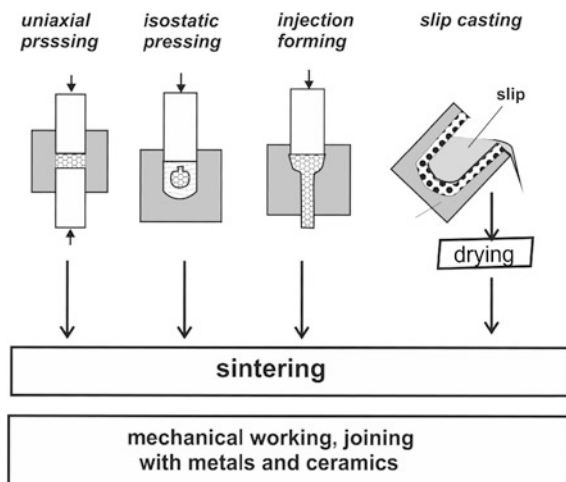 uniaxial
prsssing
isostatic
pressing
injection
forming
slip casting
slip
drying
sintering
mechanical working, joining
with metals and ceramics